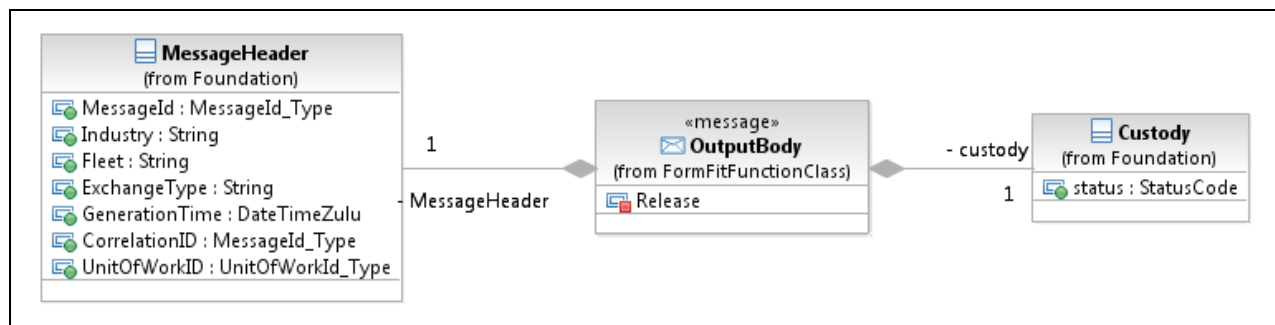 MessageHeader
(from Foundation)
MessageId : MessageId_Type
Industry : String
Fleet : String
ExchangeType : String
GenerationTime : DateTimeZulu
CorrelationID : MessageId_Type
UnitOfWorkID : UnitOfWorkId_Type
1
- MessageHeader
«message»
OutputBody
(from FormFitFunctionClass)
Release
- custody
1
Custody
(from Foundation)
status : StatusCode